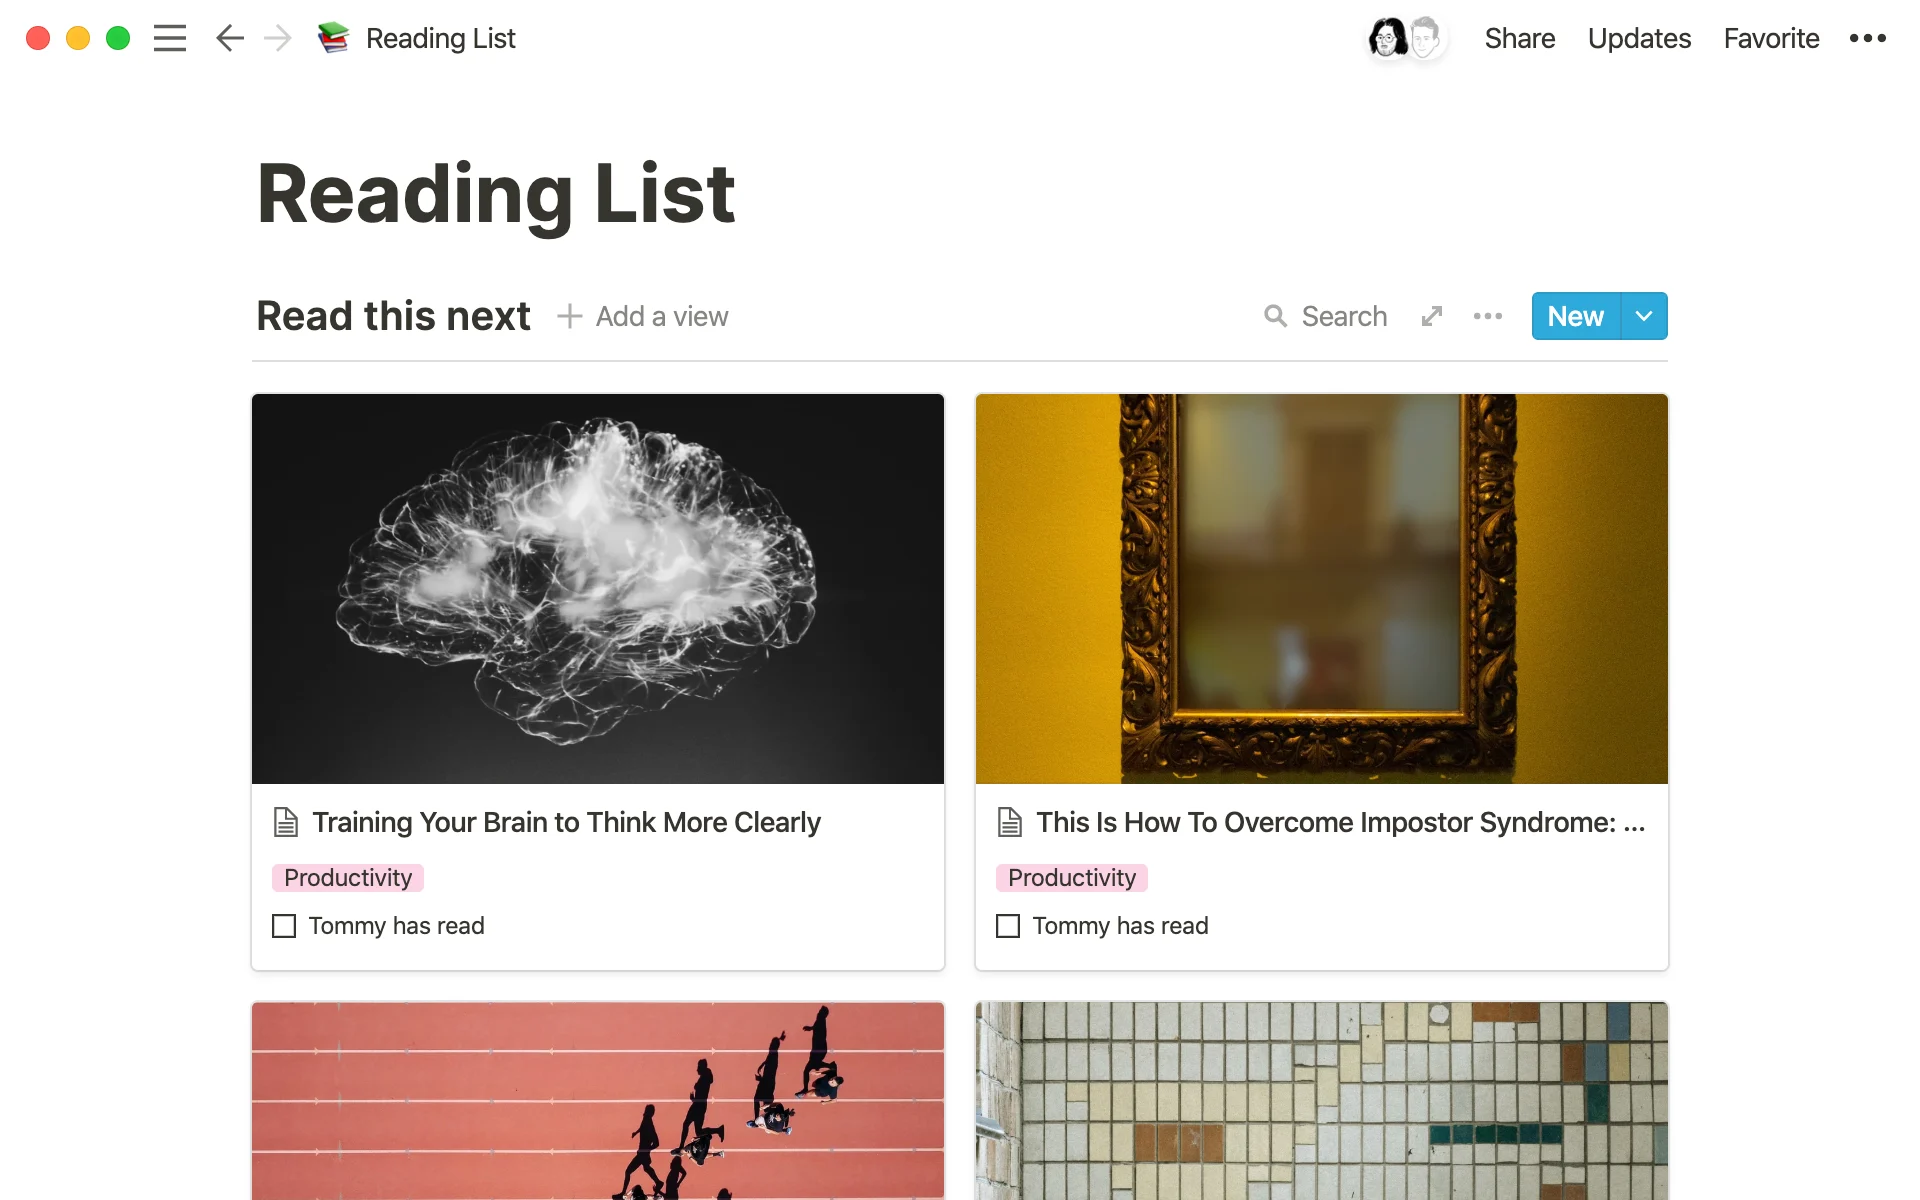 Reading List
Share Updates Favorite
Reading List
Read this next
Add a view
Search
New
Training Your Brain to Think More Clearly
Productivity
Tommy has read
This Is How To Overcome Impostor Syndrome: ...
Productivity
Tommy has read